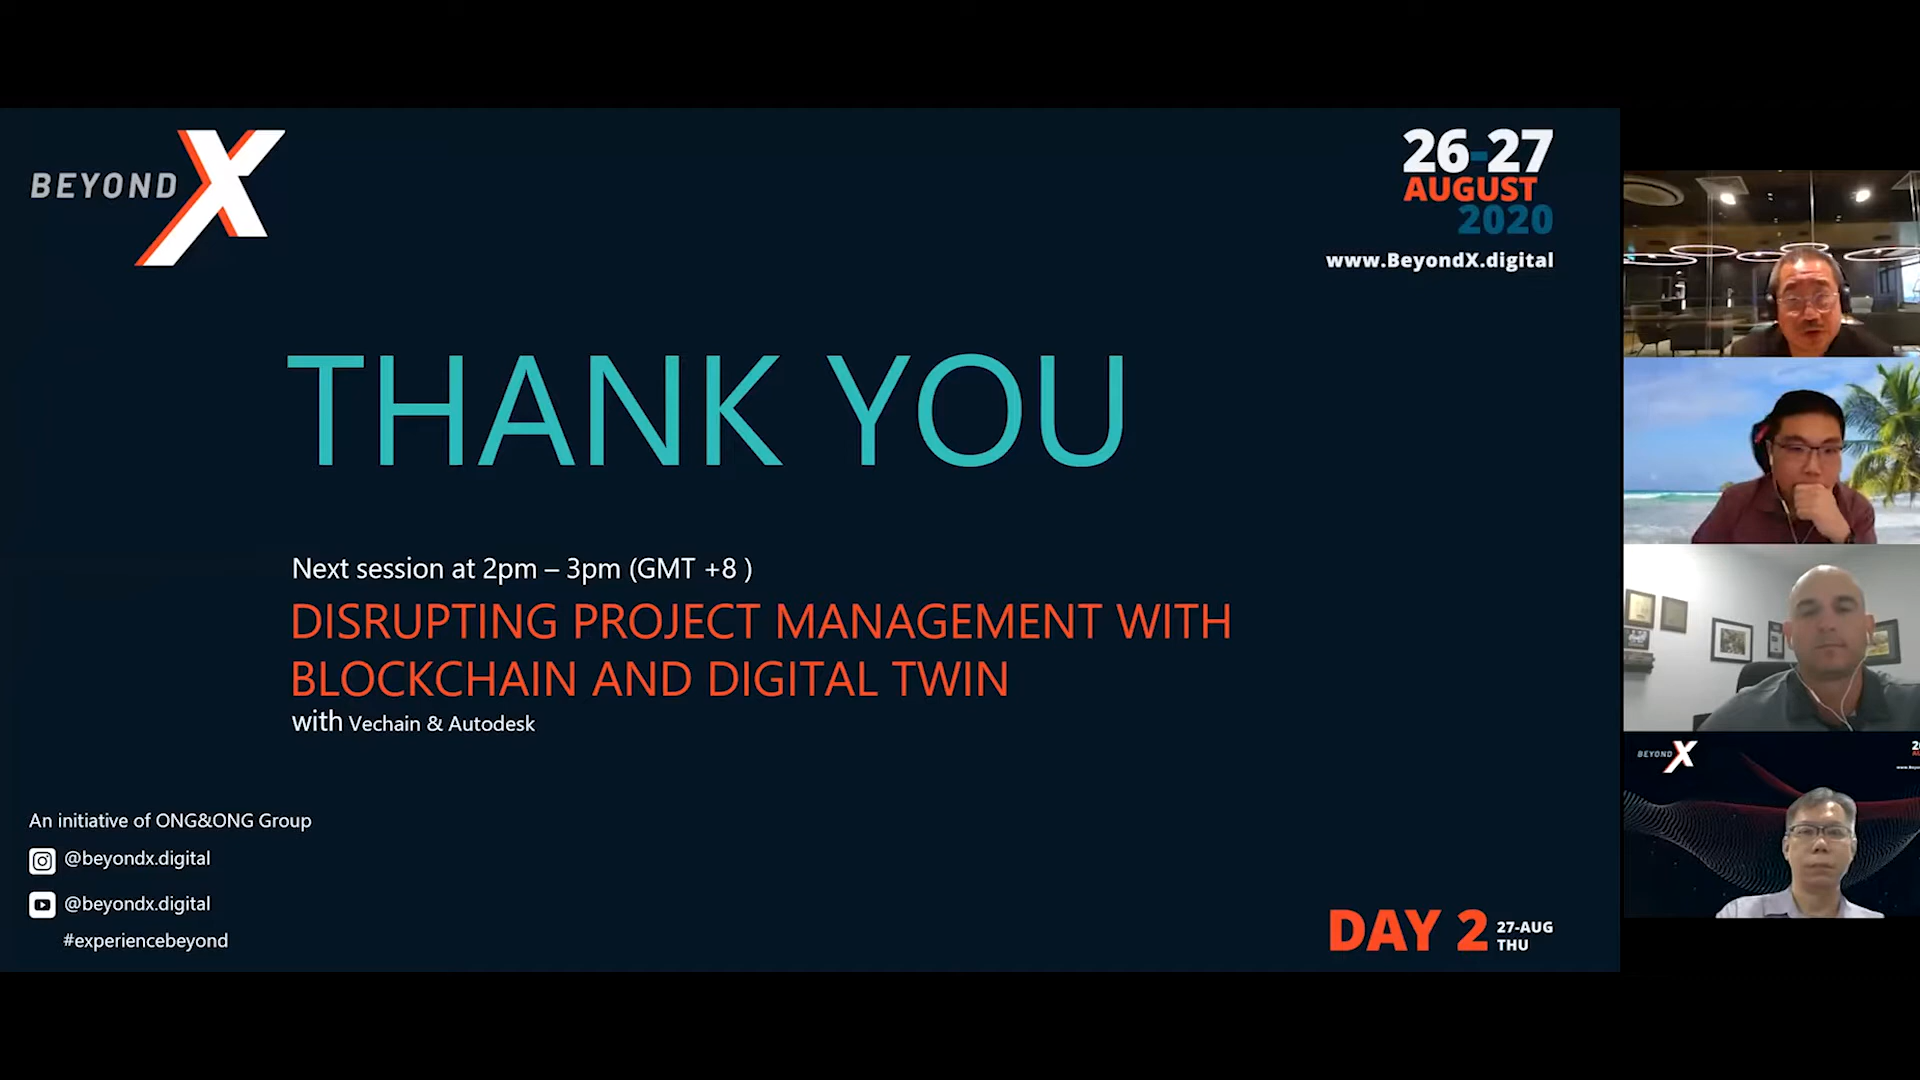 BEYOND X
26-27
AUGUST
2020
www.BeyondX.digital
THANK YOU
Next session at 2pm – 3pm (GMT +8 )
DISRUPTING PROJECT MANAGEMENT WITH
BLOCKCHAIN AND DIGITAL TWIN
with Vechain & Autodesk
An initiative of ONG&ONG Group
@beyondx.digital
@beyondx.digital
#experiencebeyond
DAY 2 27-AUG
THU
BEYOND X